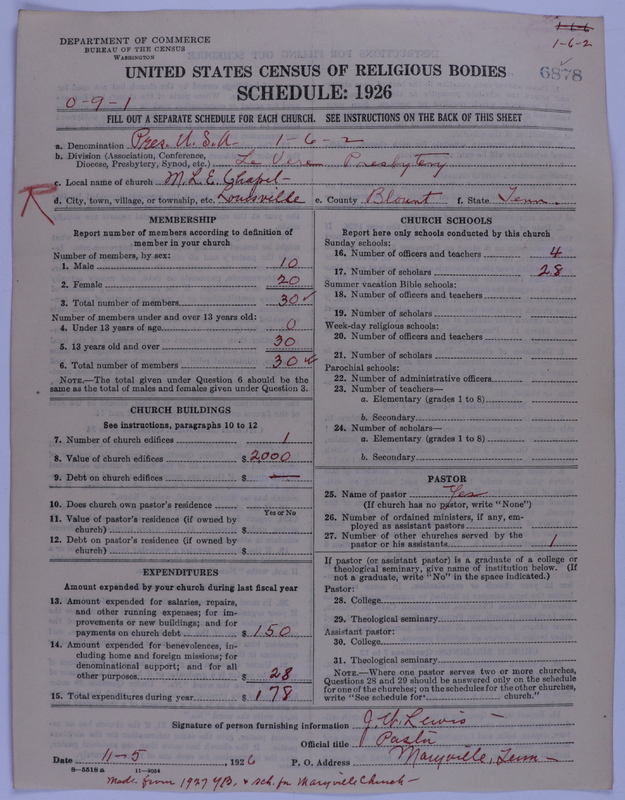 1-6-6
1-6-2
6878
DEPARTMENT OF COMMERCE
BUREAU OF THE CENSUS
WASHINGTON
UNITED STATES CENSUS OF RELIGIOUS BODIES
SCHEDULE: 1926
0-9-1
FILL OUT A SEPARATE SCHEDULE FOR EACH CHURCH. SEE INSTRUCTIONS ON THE BACK OF THIS SHEET
a. Denomination Pres. U.S.A. 1-6-2
b. Division (Association, Conference,
Diocese, Presbytery, Synod, etc.) Le Vere Presbytery
c. Local name of church M.L.E. Chapel
d. City, town, village, or township, etc. Louisville e. County Blount f. State Tenn.
MEMBERSHIP
Report number of members according to definition of
member in your church
Number of members, by sex:
1. Male 10
2. Female 20
3. Total number of members 30
Number of members under and over 13 years old:
4. Under 13 years of age 0
5. 13 years old and over 30
6. Total number of members 30
NOTE.—The total given under Question 6 should be the
same as the total of males and females given under Question 3.
CHURCH BUILDINGS
See instructions, paragraphs 10 to 12
7. Number of church edifices 1
8. Value of church edifices $ 2000
9. Debt on church edifices $ —
10. Does church own pastor's residence
Yes or No
11. Value of pastor's residence (if owned by
church) $
12. Debt on pastor's residence (if owned by
church) $
EXPENDITURES
Amount expended by your church during last fiscal year
13. Amount expended for salaries, repairs,
and other running expenses; for im-
provements or new buildings; and for
payments on church debt $ 150
14. Amount expended for benevolences, in-
cluding home and foreign missions; for
denominational support; and for all
other purposes $ 28
15. Total expenditures during year $ 178
CHURCH SCHOOLS
Report here only schools conducted by this church
Sunday schools:
16. Number of officers and teachers 4
17. Number of scholars 28
Summer vacation Bible schools:
18. Number of officers and teachers
19. Number of scholars
Week-day religious schools:
20. Number of officers and teachers
21. Number of scholars
Parochial schools:
22. Number of administrative officers
23. Number of teachers—
a. Elementary (grades 1 to 8)
b. Secondary
24. Number of scholars—
a. Elementary (grades 1 to 8)
b. Secondary
PASTOR
25. Name of pastor Yes
(If church has no pastor, write "None")
26. Number of ordained ministers, if any, em-
ployed as assistant pastors
27. Number of other churches served by the
pastor or his assistants 1
If pastor (or assistant pastor) is a graduate of a college or
theological seminary, give name of institution below. (If
not a graduate, write "No" in the space indicated.)
Pastor:
28. College
29. Theological seminary
Assistant pastor:
30. College
31. Theological seminary
NOTE.—Where one pastor serves two or more churches,
Questions 28 and 29 should be answered only on the schedule
for one of the churches; on the schedules for the other churches,
write "See schedule for church."
Signature of person furnishing information J. W. Lewis
Official title Pastor
Date 11-5, 1926 P. O. Address Maryville, Tenn
8-5518a 11-9054
Made from 1927 YB. & sch. for Maryville Church